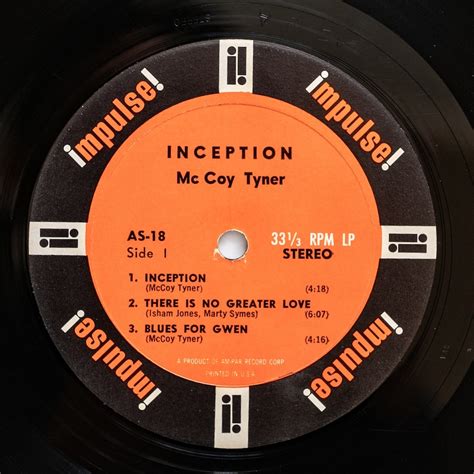 impulse!
impulse!
INCEPTION
Mc Coy Tyner
AS-18
Side 1
33 1/3 RPM LP
STEREO
1. INCEPTION
(McCoy Tyner) (4:18)
2. THERE IS NO GREATER LOVE
(Isham Jones, Marty Symes) (6:07)
3. BLUES FOR GWEN
(McCoy Tyner) (4:16)
A PRODUCT OF AM-PAR RECORD CORP.
PRINTED IN U.S.A.
impulse!
impulse!